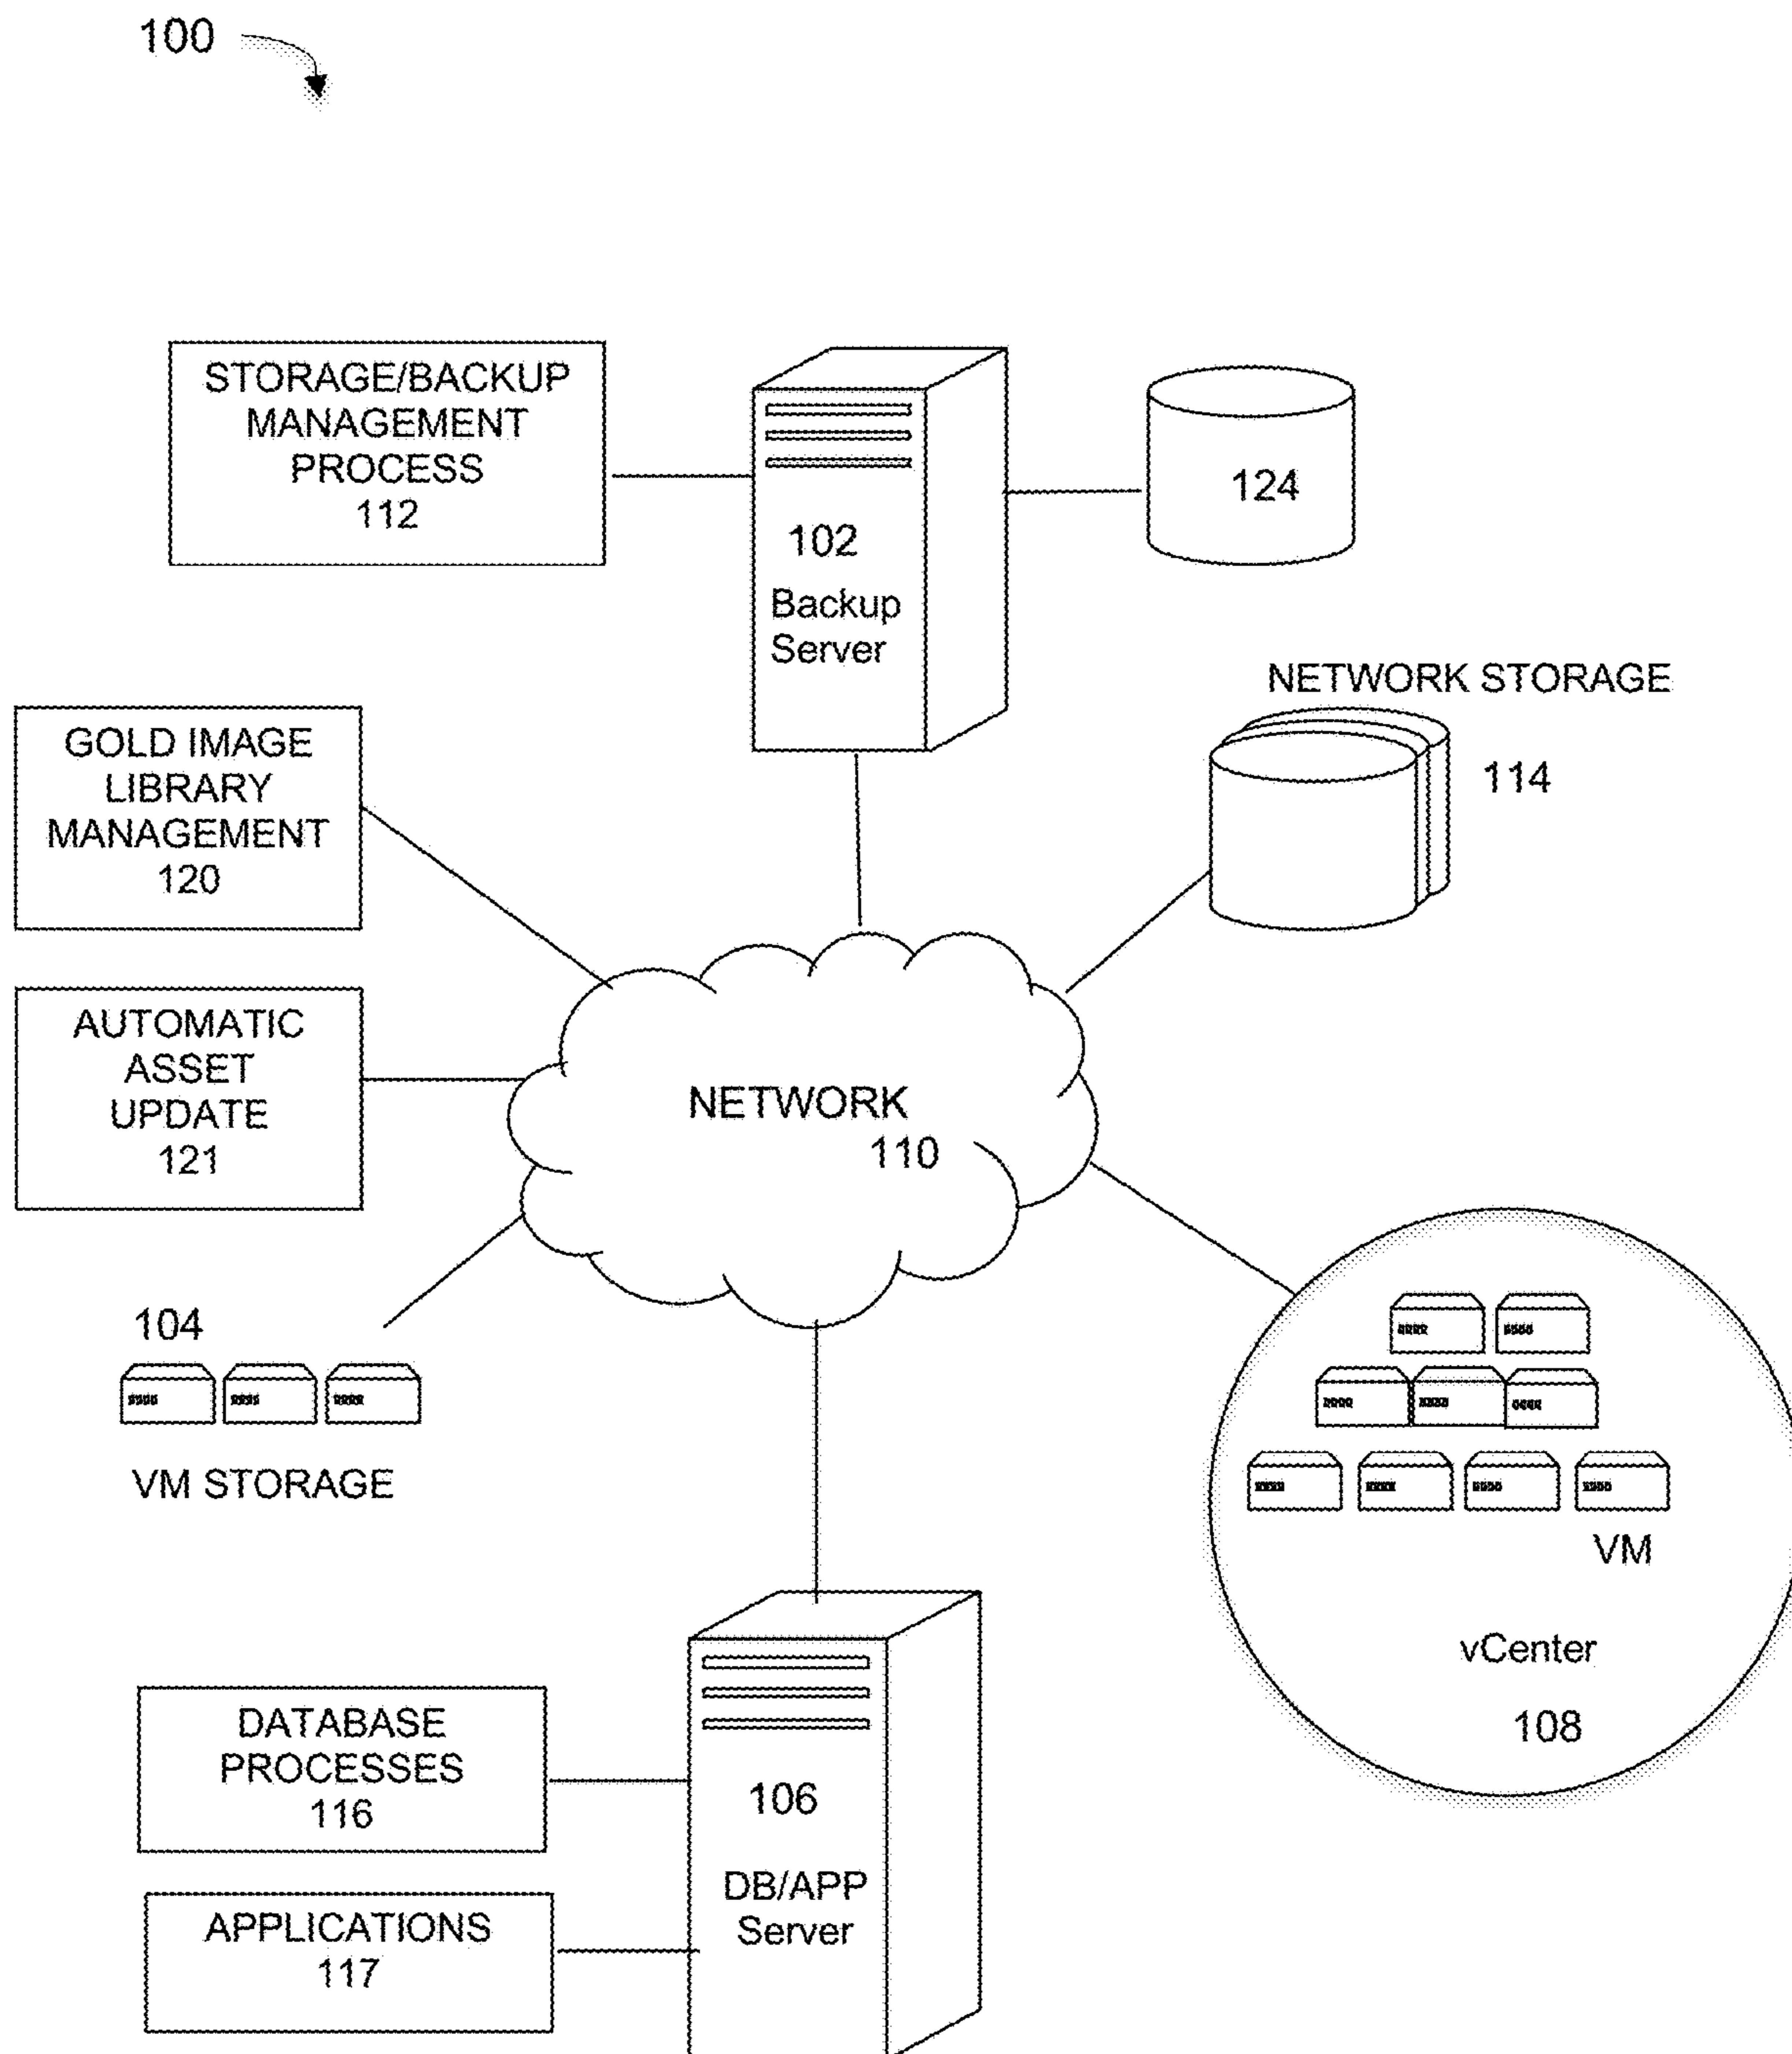 100
STORAGE/BACKUP
MANAGEMENT
PROCESS
112
102
Backup
Server
124
NETWORK STORAGE
114
GOLD IMAGE
LIBRARY
MANAGEMENT
120
AUTOMATIC
ASSET
UPDATE
121
NETWORK
110
104
VM STORAGE
VM
vCenter
108
DATABASE
PROCESSES
116
106
DB/APP
Server
APPLICATIONS
117